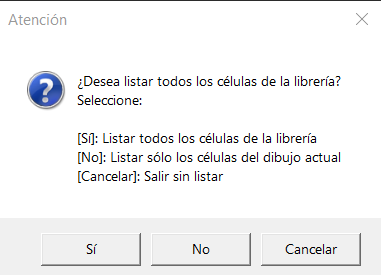 Atención
¿Desea listar todos los células de la librería?
Seleccione:
[Sí]: Listar todos los células de la librería
[No]: Listar sólo los células del dibujo actual
[Cancelar]: Salir sin listar
Sí
No
Cancelar